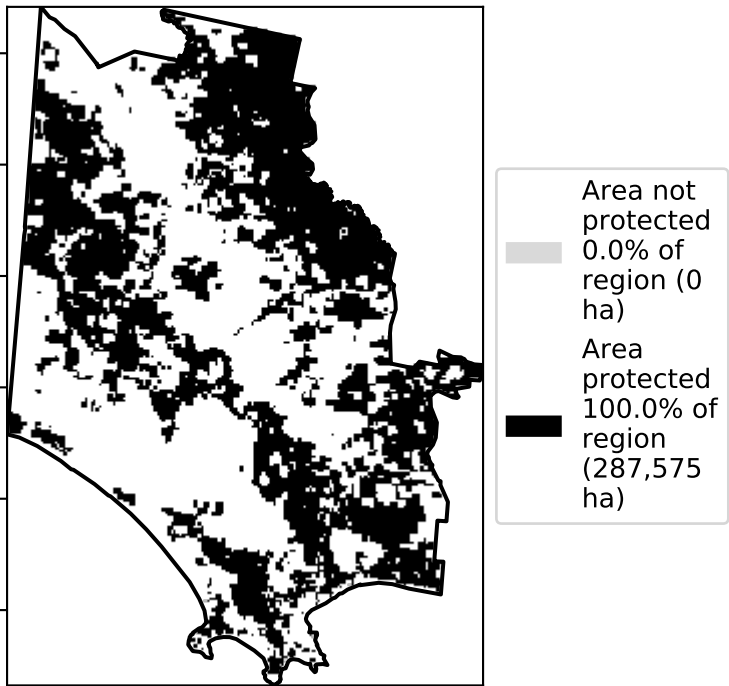 Area not
protected
0.0% of
region (0
ha)
Area
protected
100.0% of
region
(287,575
ha)